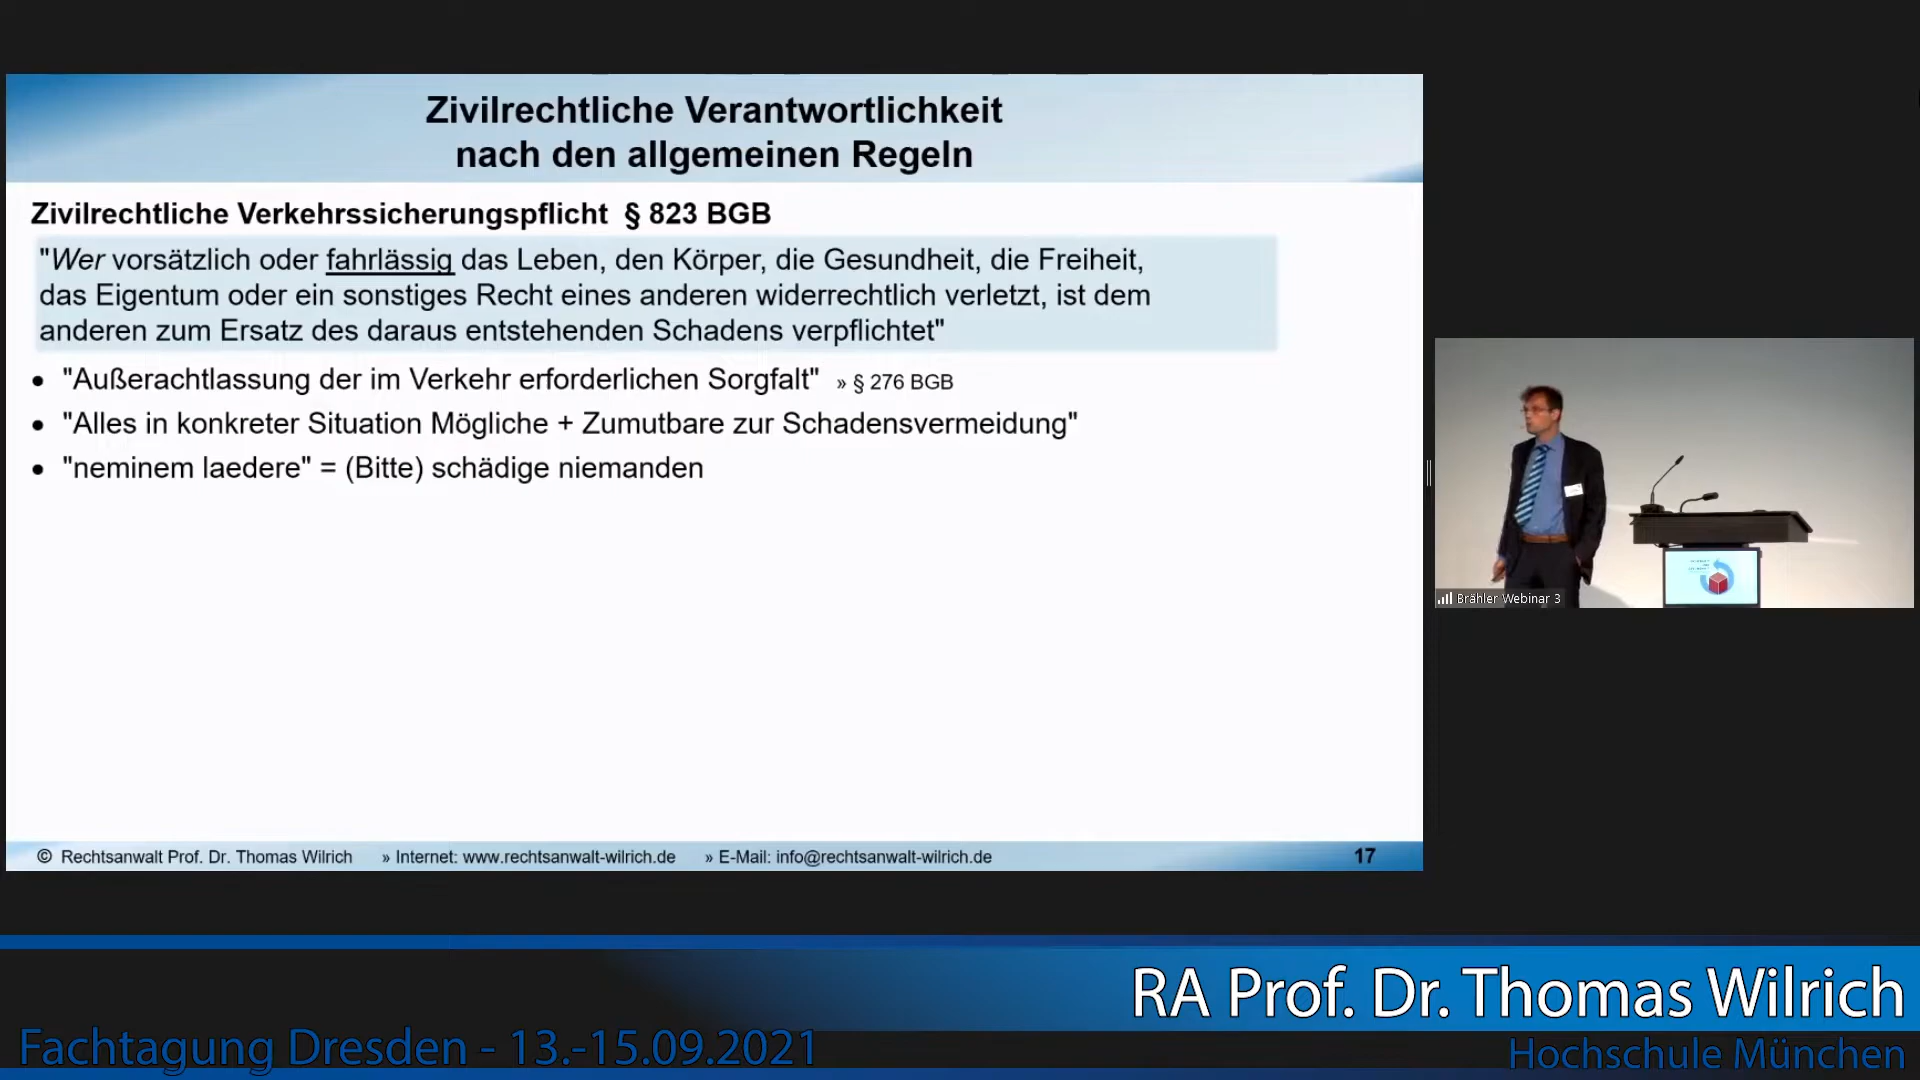 Zivilrechtliche Verantwortlichkeit
nach den allgemeinen Regeln
Zivilrechtliche Verkehrssicherungspflicht § 823 BGB
"Wer vorsätzlich oder fahrlässig das Leben, den Körper, die Gesundheit, die Freiheit,
das Eigentum oder ein sonstiges Recht eines anderen widerrechtlich verletzt, ist dem
anderen zum Ersatz des daraus entstehenden Schadens verpflichtet"
• "Außerachtlassung der im Verkehr erforderlichen Sorgfalt" » § 276 BGB
• "Alles in konkreter Situation Mögliche + Zumutbare zur Schadensvermeidung"
• "neminem laedere" = (Bitte) schädige niemanden
© Rechtsanwalt Prof. Dr. Thomas Wilrich » Internet: www.rechtsanwalt-wilrich.de » E-Mail: info@rechtsanwalt-wilrich.de 17
Brähler Webinar 3
RA Prof. Dr. Thomas Wilrich
Fachtagung Dresden - 13.-15.09.2021
Hochschule München